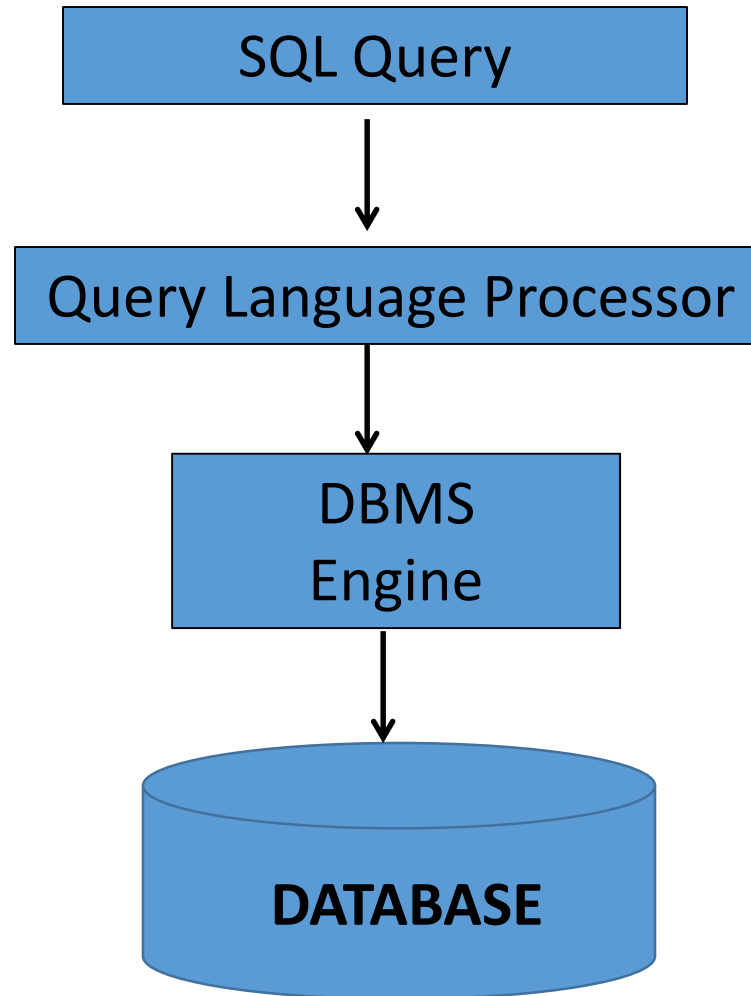 SQL Query
Query Language Processor
DBMS
Engine
DATABASE